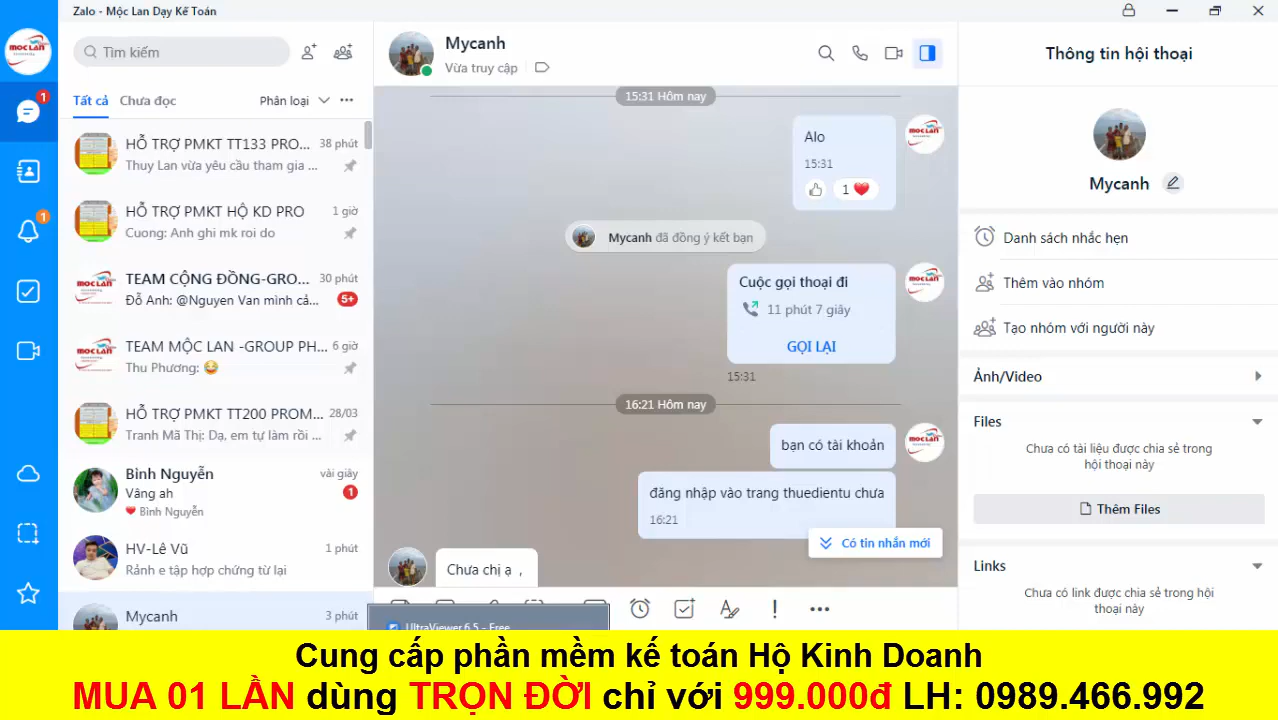 Zalo - Mộc Lan Dạy Kế Toán
MOCLAN
1
1
Tìm kiếm
Tất cả Chưa đọc Phân loại
HỖ TRỢ PMKT TT133 PRO... 38 phút
Thuy Lan vừa yêu cầu tham gia ...
HỖ TRỢ PMKT HỘ KD PRO 1 giờ
Cuong: Anh ghi mk roi do
TEAM CỘNG ĐỒNG-GRO... 30 phút
Đỗ Anh: @Nguyen Van mình cả... 5+
TEAM MỘC LAN -GROUP PH... 6 giờ
Thu Phương: 😂
HỖ TRỢ PMKT TT200 PROM... 28/03
Tranh Mã Thị: Dạ, em tự làm rồi ...
Bình Nguyễn vài giây
Vâng ah 1
❤ Bình Nguyễn
HV-Lê Vũ 1 phút
Rảnh e tập hợp chứng từ lại
Mycanh 3 phút
Mycanh
Vừa truy cập
15:31 Hôm nay
Alo
15:31
1 ❤
MOCLAN
Mycanh đã đồng ý kết bạn
Cuộc gọi thoại đi
11 phút 7 giây
GỌI LẠI
15:31
MOCLAN
16:21 Hôm nay
bạn có tài khoản
MOCLAN
đăng nhập vào trang thuedientu chưa
16:21
Có tin nhắn mới
Chưa chị ạ ,
UltraViewer 6.5 - Free
Thông tin hội thoại
Mycanh
Danh sách nhắc hẹn
Thêm vào nhóm
Tạo nhóm với người này
Ảnh/Video
Files
Chưa có tài liệu được chia sẻ trong
hội thoại này
Thêm Files
Links
Chưa có link được chia sẻ trong hội
thoại này
Cung cấp phần mềm kế toán Hộ Kinh Doanh
MUA 01 LẦN dùng TRỌN ĐỜI chỉ với 999.000đ LH: 0989.466.992